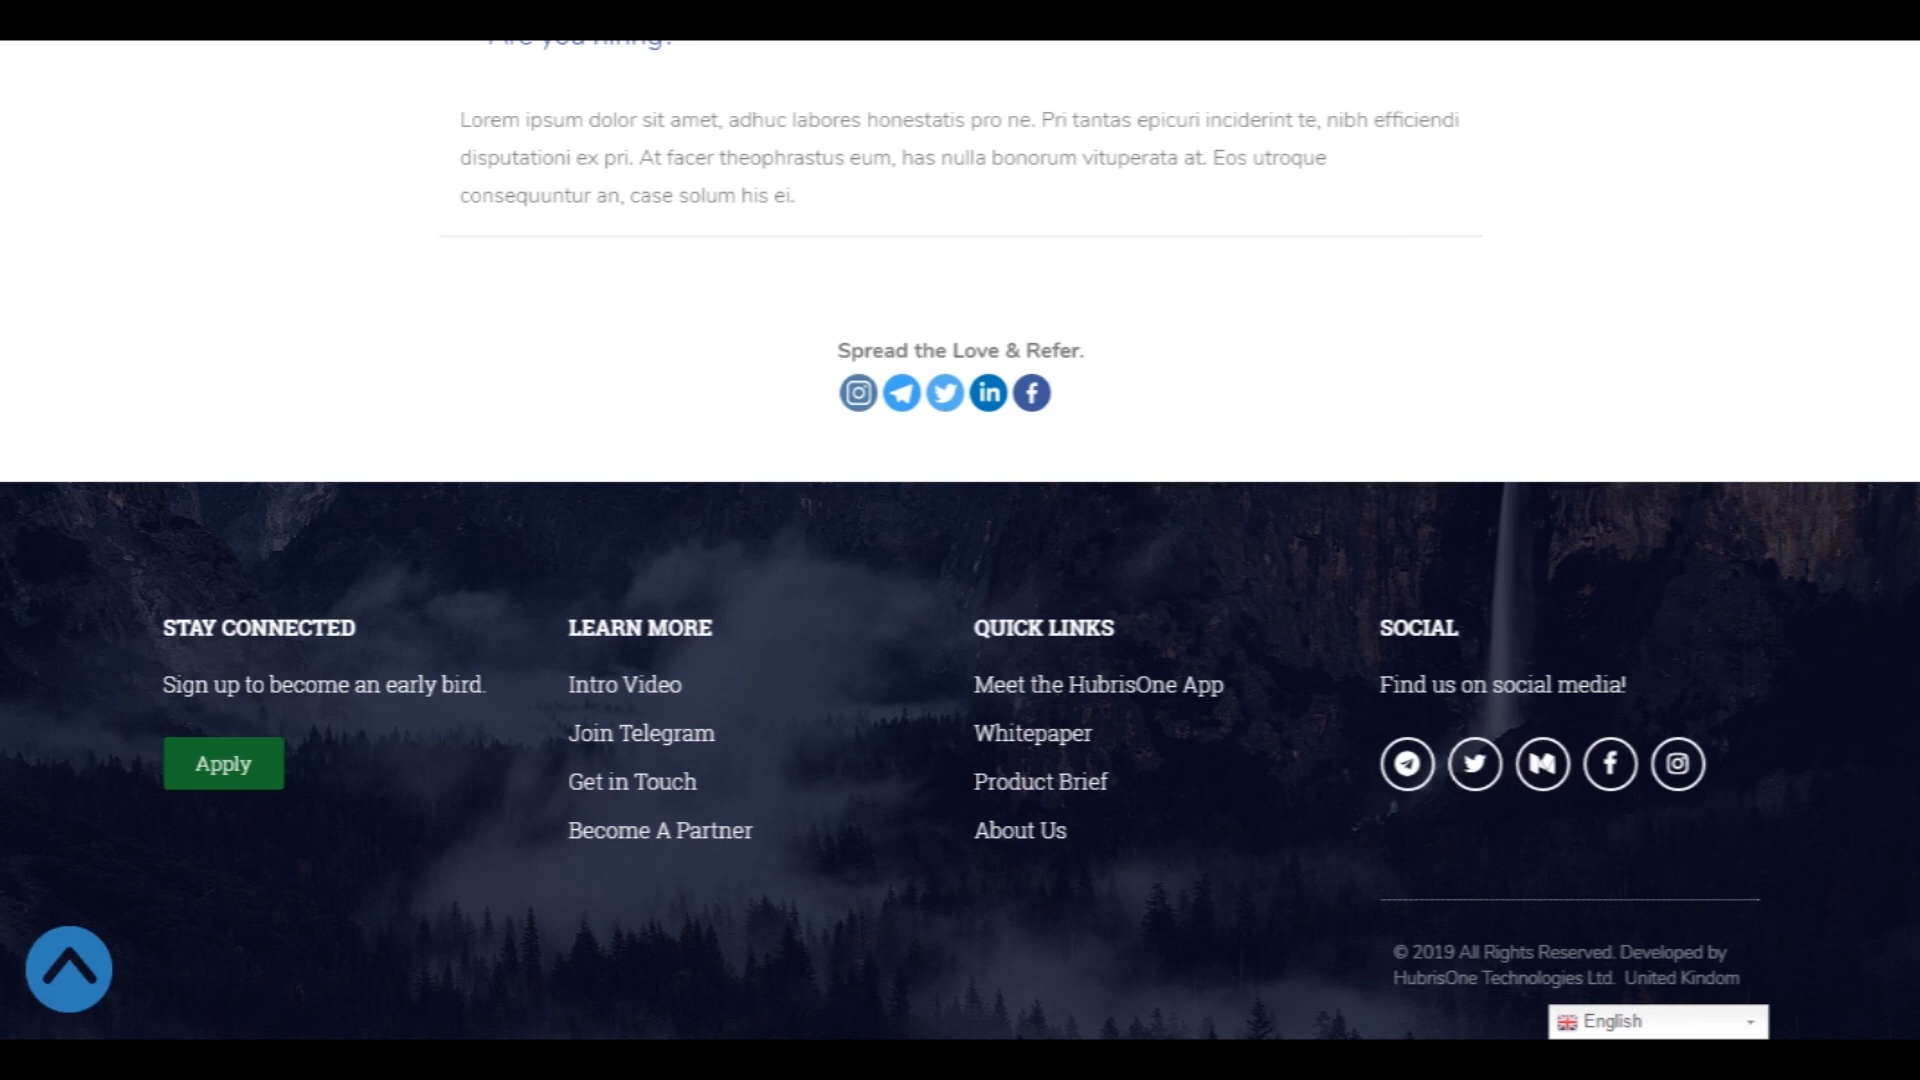 Are you hiring?
Lorem ipsum dolor sit amet, adhuc labores honestatis pro ne. Pri tantas epicuri inciderint te, nibh efficiendi
disputationi ex pri. At facer theophrastus eum, has nulla bonorum vituperata at. Eos utroque
consequuntur an, case solum his ei.
Spread the Love & Refer.
STAY CONNECTED
Sign up to become an early bird.
Apply
LEARN MORE
Intro Video
Join Telegram
Get in Touch
Become A Partner
QUICK LINKS
Meet the HubrisOne App
Whitepaper
Product Brief
About Us
SOCIAL
Find us on social media!
© 2019 All Rights Reserved. Developed by
HubrisOne Technologies Ltd. United Kindom
English